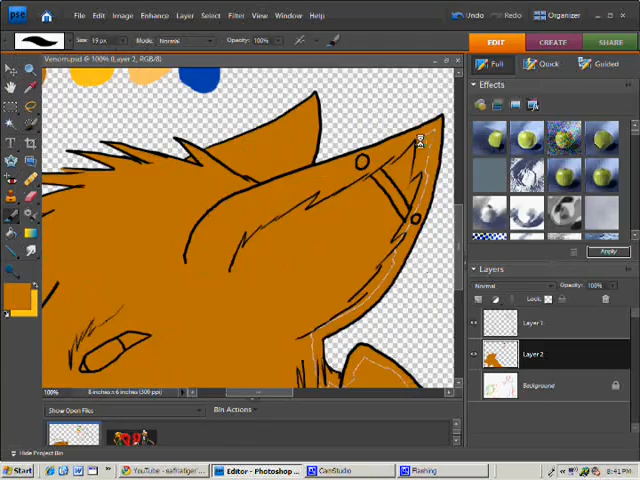 pse File Edit Image Enhance Layer Select Filter View Window Help Undo Redo Organizer
Size: 19 px Mode: Normal Opacity: 100% EDIT CREATE SHARE
Venom.psd @ 100% (Layer 2, RGB/8)
Full Quick Guided
Effects
Apply
Layers
Normal Opacity: 100%
Lock:
Layer 1
Layer 2
Background
100% 8 inches x 6 inches (300 ppi)
Show Open Files Bin Actions
Hide Project Bin
Start W YouTube - safiratiger Editor - Photoshop CamStudio Flashing 8:41 PM